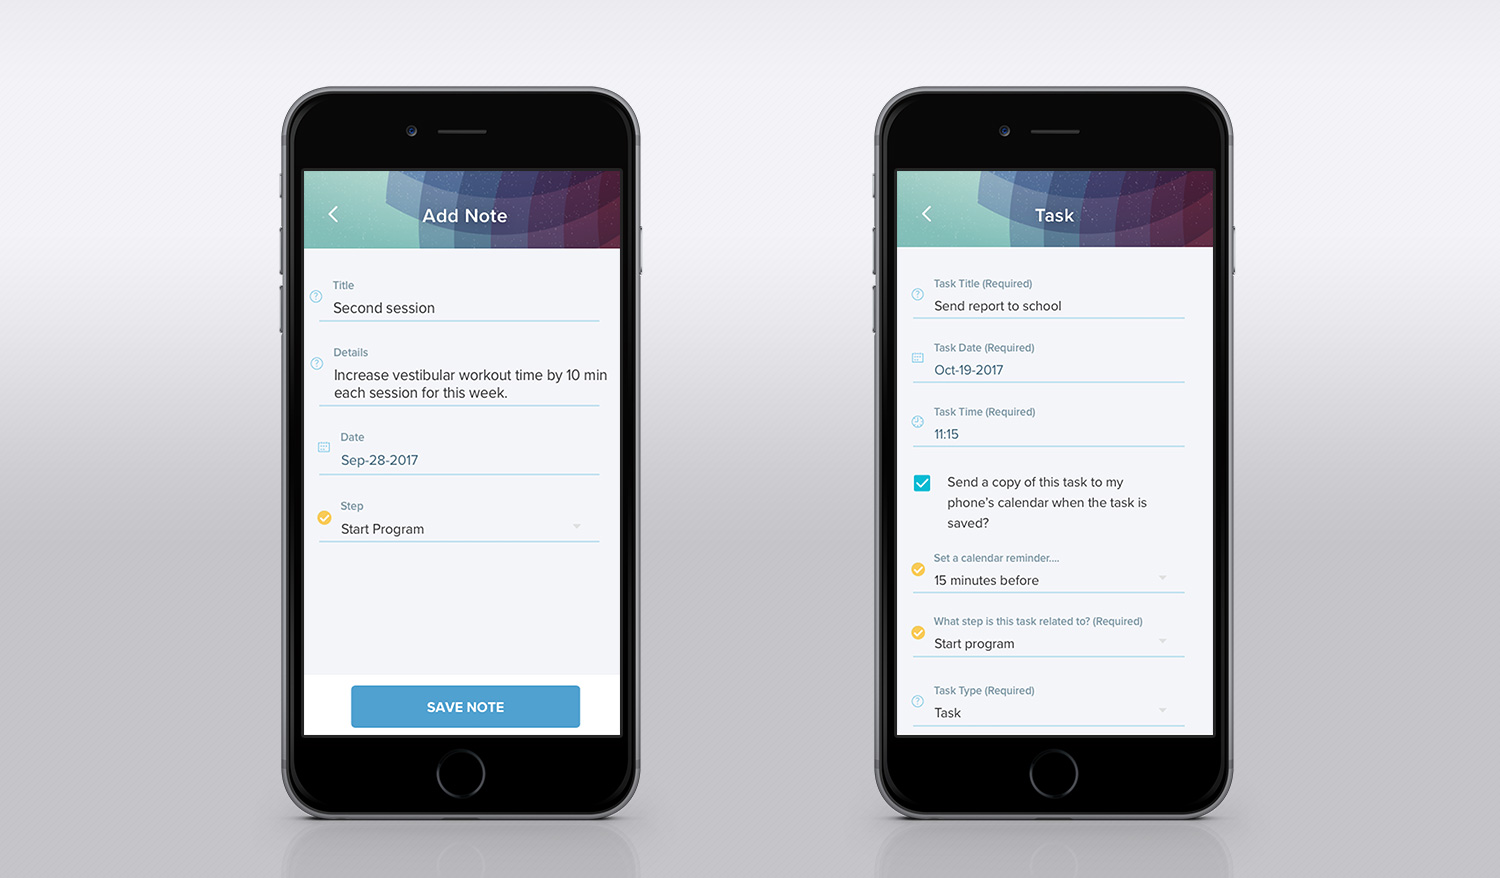 Add Note
Title
Second session
Details
Increase vestibular workout time by 10 min
each session for this week.
Date
Sep-28-2017
Step
Start Program
SAVE NOTE
Task
Task Title (Required)
Send report to school
Task Date (Required)
Oct-19-2017
Task Time (Required)
11:15
Send a copy of this task to my
phone’s calendar when the task is
saved?
Set a calendar reminder....
15 minutes before
What step is this task related to? (Required)
Start program
Task Type (Required)
Task